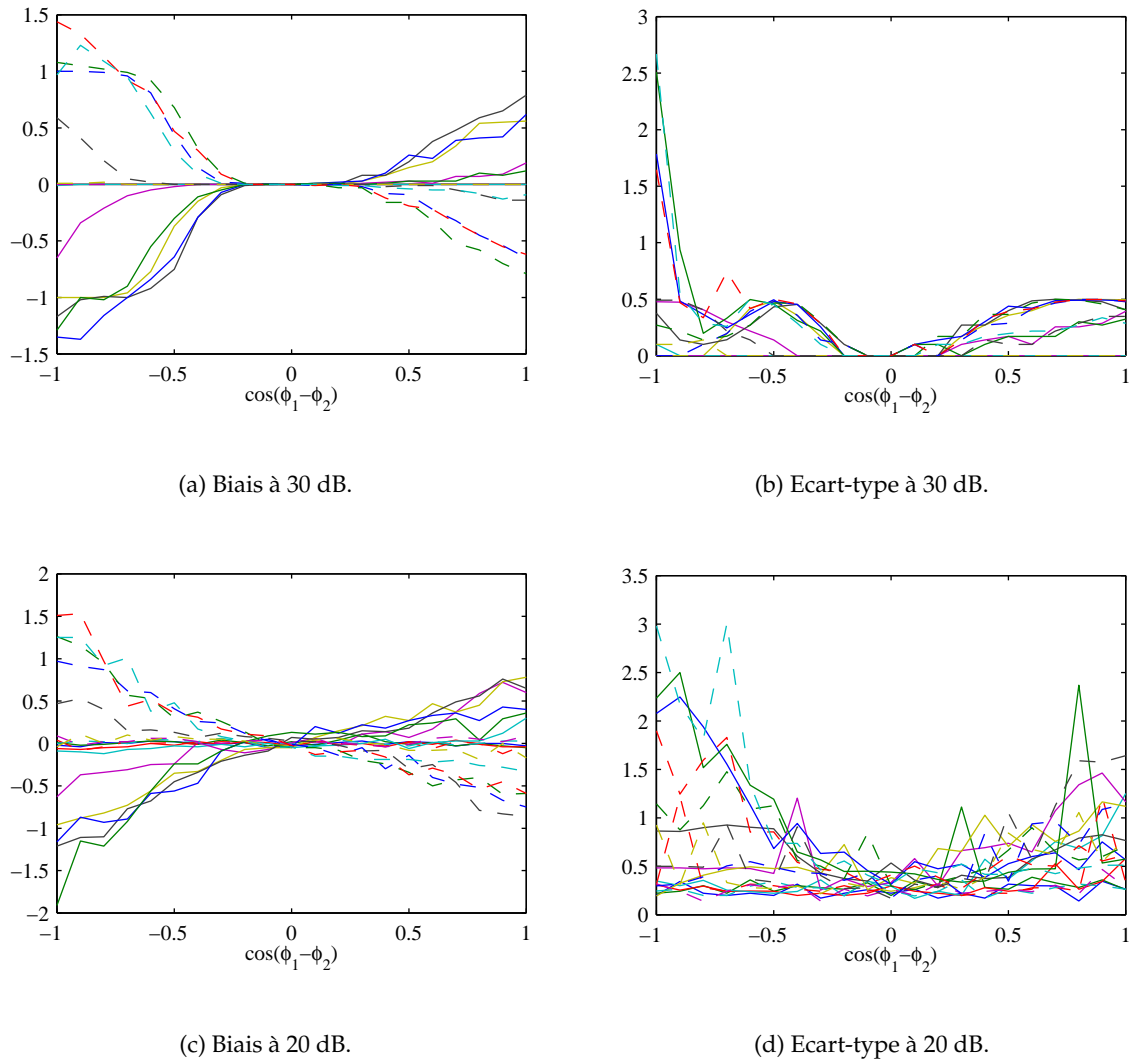 1.5
1
0.5
0
−0.5
−1
−1.5
−1 −0.5 0 0.5 1
cos(ϕ1−ϕ2)
(a) Biais à 30 dB.
3
2.5
2
1.5
1
0.5
0
−1 −0.5 0 0.5 1
cos(ϕ1−ϕ2)
(b) Ecart-type à 30 dB.
2
1.5
1
0.5
0
−0.5
−1
−1.5
−2
−1 −0.5 0 0.5 1
cos(ϕ1−ϕ2)
(c) Biais à 20 dB.
3.5
3
2.5
2
1.5
1
0.5
0
−1 −0.5 0 0.5 1
cos(ϕ1−ϕ2)
(d) Ecart-type à 20 dB.